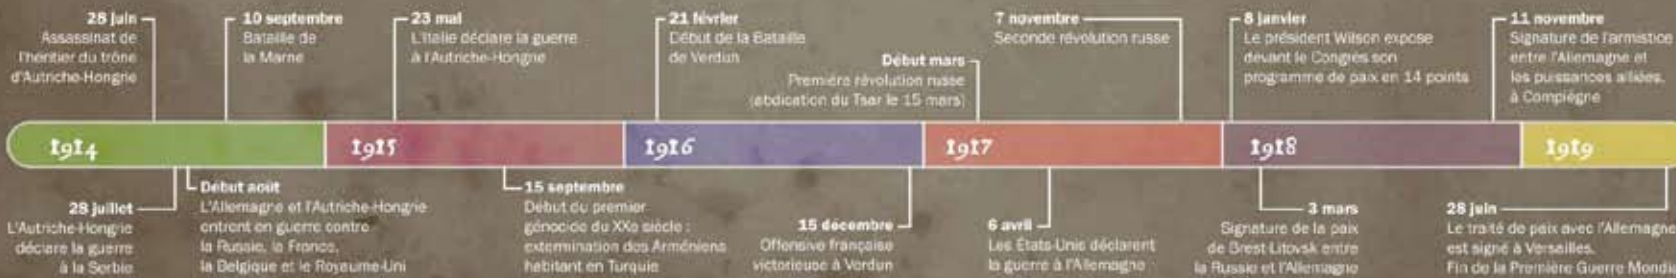 28 juin
Assassinat de
l'héritier du trône
d'Autriche-Hongrie
10 septembre
Bataille de
la Marne
23 mai
L'Italie déclare la guerre
à l'Autriche-Hongrie
21 février
Début de la Bataille
de Verdun
Début mars
Première révolution russe
(abdication du Tsar le 15 mars)
7 novembre
Seconde révolution russe
8 janvier
Le président Wilson expose
devant le Congrès son
programme de paix en 14 points
11 novembre
Signature de l'armistice
entre l'Allemagne et
les puissances alliées,
à Compiègne
1914
1915
1916
1917
1918
1919
28 juillet
L'Autriche-Hongrie
déclare la guerre
à la Serbie
Début août
L'Allemagne et l'Autriche-Hongrie
entrent en guerre contre
la Russie, la France,
la Belgique et le Royaume-Uni
15 septembre
Début du premier
génocide du XXe siècle :
extermination des Arméniens
habitant en Turquie
15 décembre
Offensive française
victorieuse à Verdun
6 avril
Les États-Unis déclarent
la guerre à l'Allemagne
3 mars
Signature de la paix
de Brest-Litovsk entre
la Russie et l'Allemagne
28 juin
Le traité de paix avec l'Allemagne
est signé à Versailles.
Fin de la Première Guerre